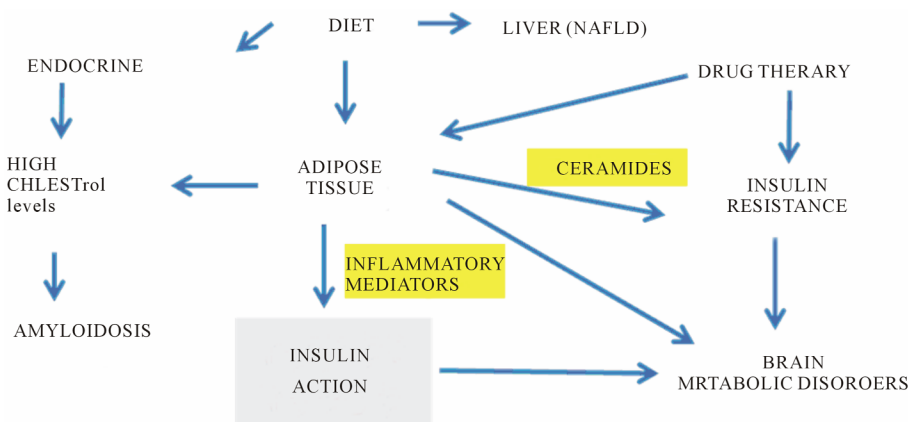 DIET
LIVER (NAFLD)
ENDOCRINE
DRUG THERARY
HIGH
CHLESTrol
levels
ADIPOSE
TISSUE
CERAMIDES
INSULIN
RESISTANCE
INFLAMMATORY
MEDIATORS
AMYLOIDOSIS
INSULIN
ACTION
BRAIN
MRTABOLIC DISOROERS